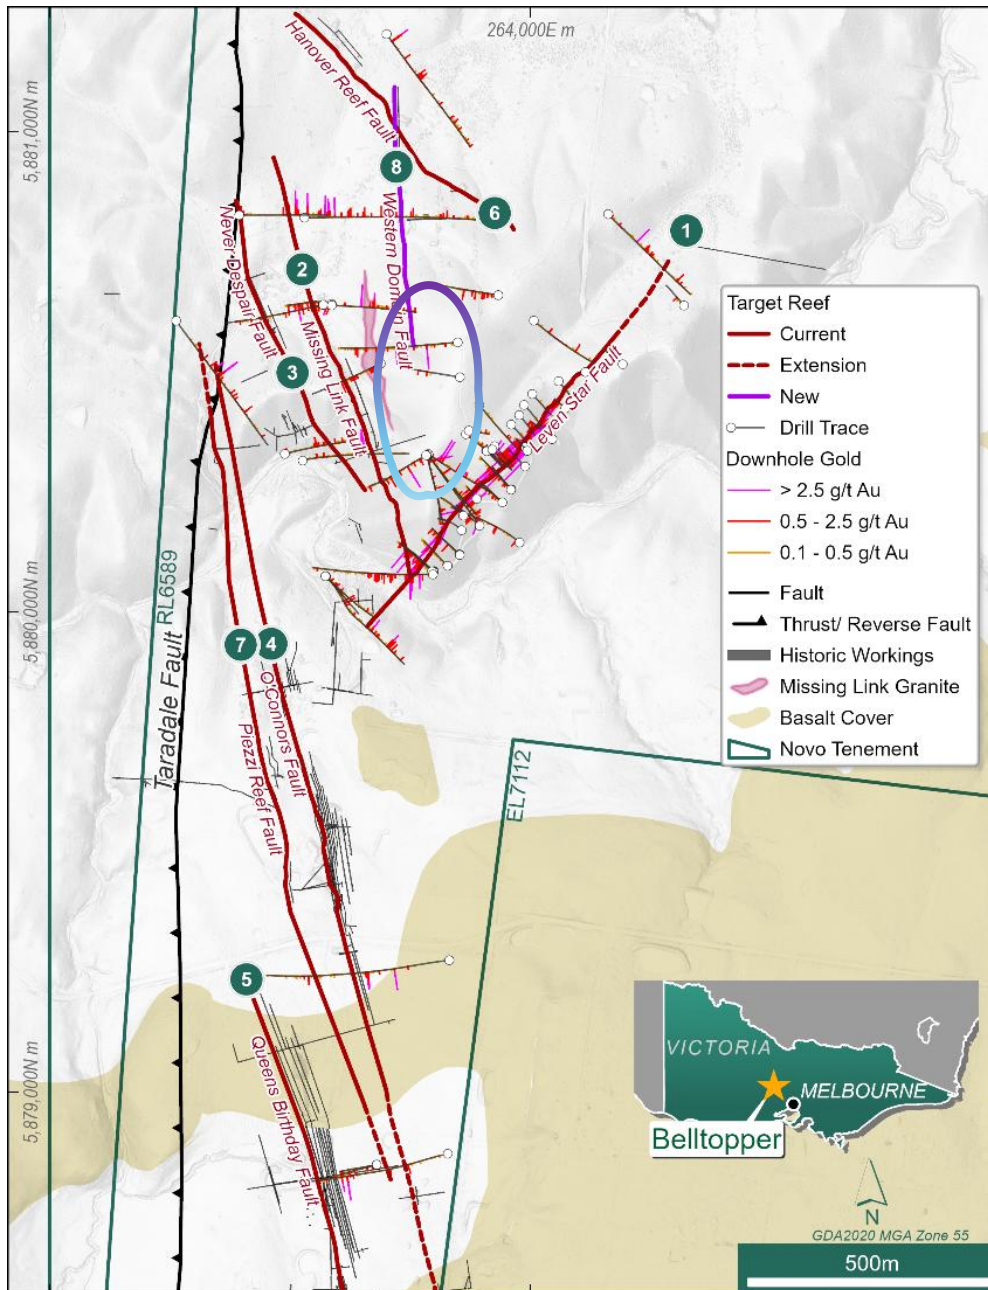 264,000E m
5,881,000N m
5,880,000N m
5,879,000N m
Hanover Reef Fault
8
6
1
Western Domain Fault
Never Despair Fault
2
Missing Link Fault
3
Leven Star Fault
RL6589
Taradale Fault
7
4
O'Connors Fault
Piezzi Reef Fault
EL7112
5
Queens Birthday Fault...
Target Reef
Current
Extension
New
Drill Trace
Downhole Gold
> 2.5 g/t Au
0.5 - 2.5 g/t Au
0.1 - 0.5 g/t Au
Fault
Thrust/ Reverse Fault
Historic Workings
Missing Link Granite
Basalt Cover
Novo Tenement
VICTORIA
MELBOURNE
Belltopper
N
GDA2020 MGA Zone 55
500m